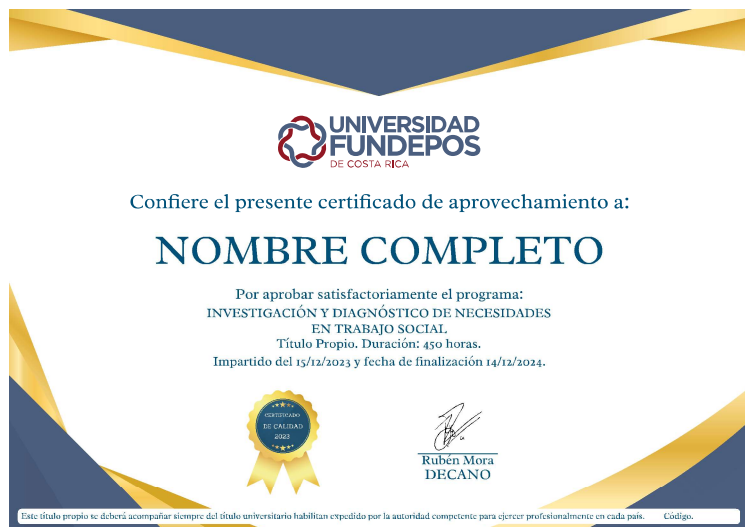 UNIVERSIDAD
FUNDEPOS
DE COSTA RICA
Confiere el presente certificado de aprovechamiento a:
NOMBRE COMPLETO
Por aprobar satisfactoriamente el programa:
INVESTIGACIÓN Y DIAGNÓSTICO DE NECESIDADES
EN TRABAJO SOCIAL
Título Propio. Duración: 450 horas.
Impartido del 15/12/2023 y fecha de finalización 14/12/2024.
CERTIFICADO
DE CALIDAD
2023
Rubén Mora
DECANO
Este título propio se deberá acompañar siempre del título universitario habilitan expedido por la autoridad competente para ejercer profesionalmente en cada país. Código.